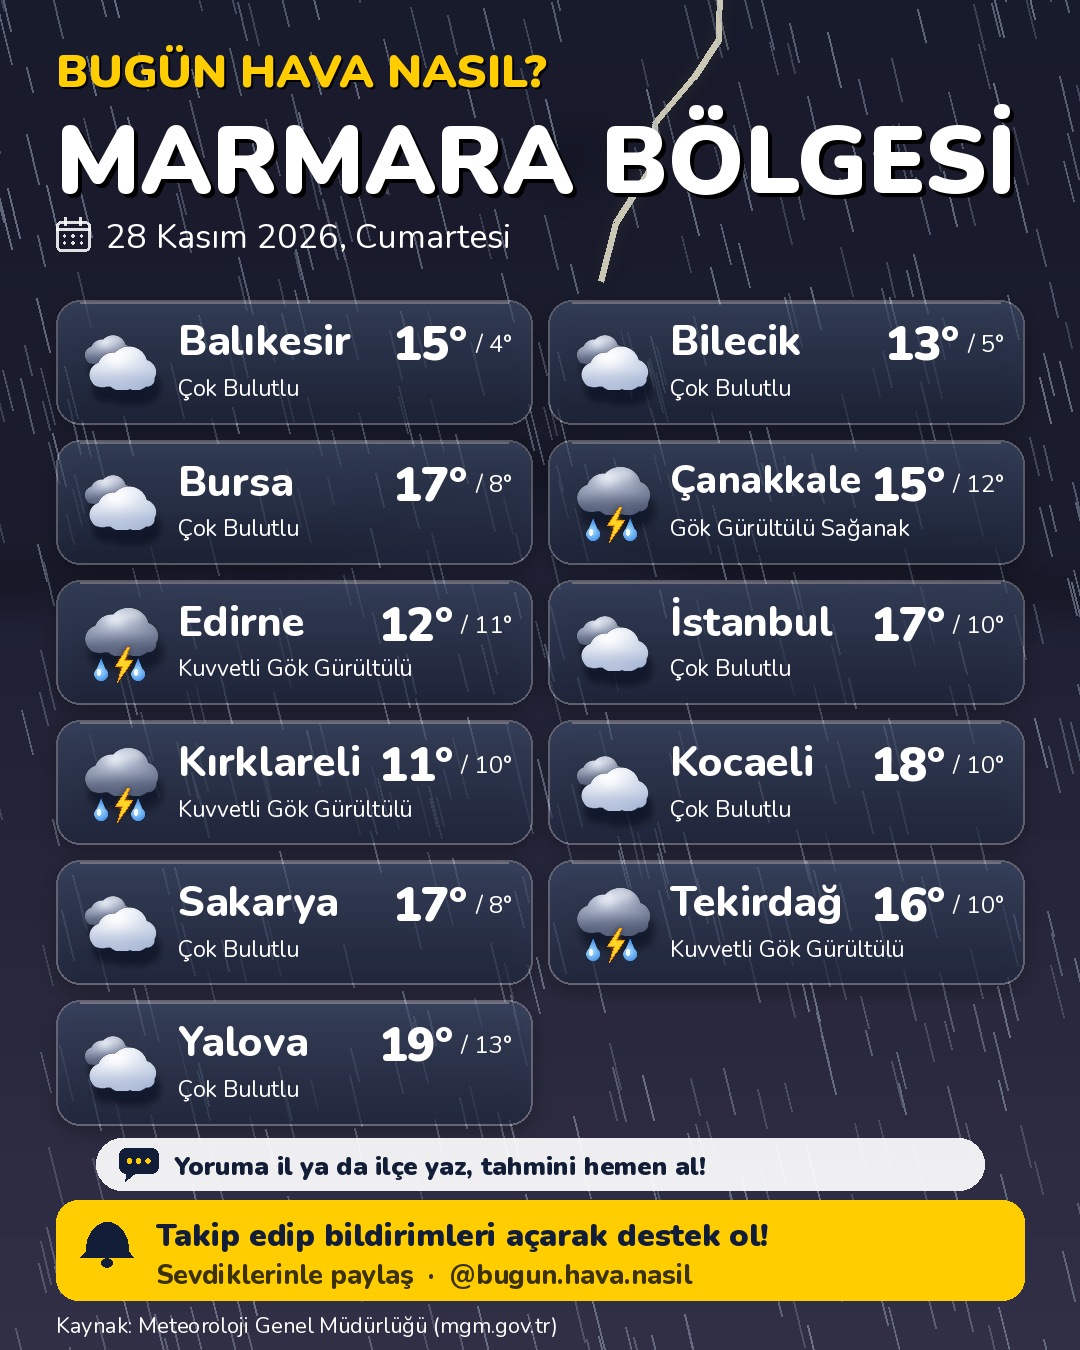 BUGÜN HAVA NASIL?
MARMARA BÖLGESİ
28 Kasım 2026, Cumartesi
Balıkesir 15° / 4°
Çok Bulutlu
Bilecik 13° / 5°
Çok Bulutlu
Bursa 17° / 8°
Çok Bulutlu
Çanakkale 15° / 12°
Gök Gürültülü Sağanak
Edirne 12° / 11°
Kuvvetli Gök Gürültülü
İstanbul 17° / 10°
Çok Bulutlu
Kırklareli 11° / 10°
Kuvvetli Gök Gürültülü
Kocaeli 18° / 10°
Çok Bulutlu
Sakarya 17° / 8°
Çok Bulutlu
Tekirdağ 16° / 10°
Kuvvetli Gök Gürültülü
Yalova 19° / 13°
Çok Bulutlu
Yoruma il ya da ilçe yaz, tahmini hemen al!
Takip edip bildirimleri açarak destek ol!
Sevdiklerinle paylaş · @bugun.hava.nasil
Kaynak: Meteoroloji Genel Müdürlüğü (mgm.gov.tr)